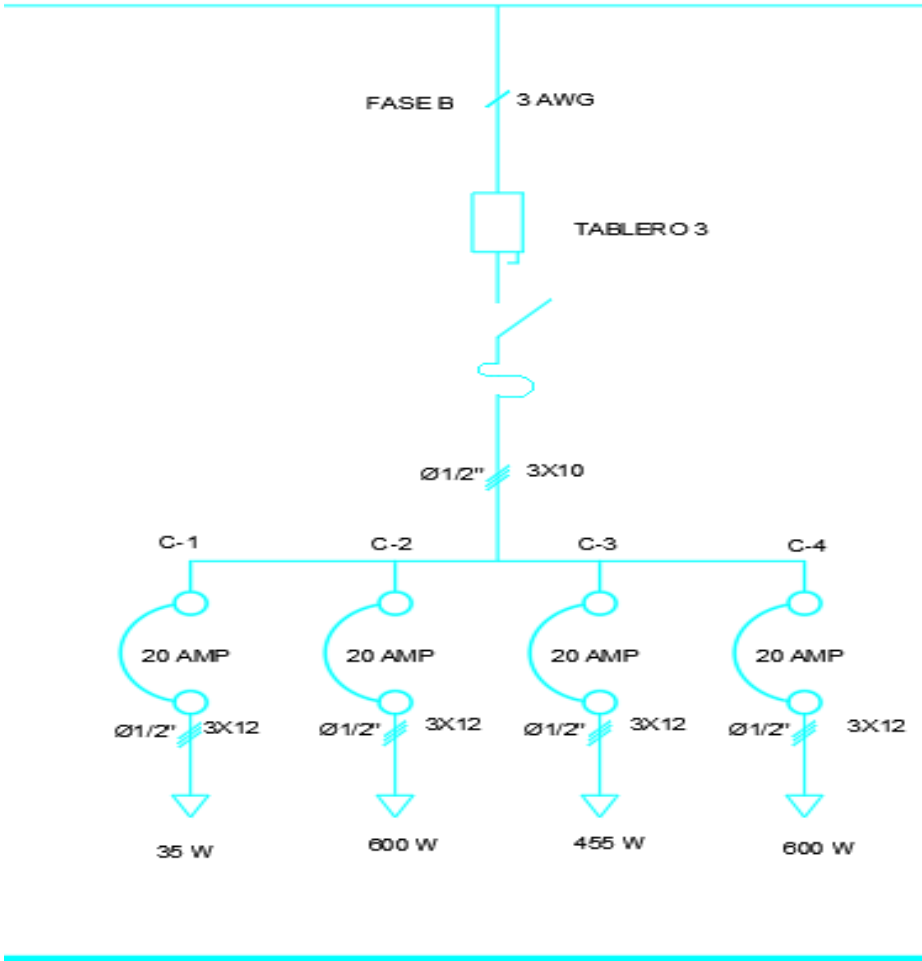 FASE B 3 AWG
TABLERO 3
Ø1/2" 3X10
C-1 C-2 C-3 C-4
20 AMP 20 AMP 20 AMP 20 AMP
Ø1/2" 3X12 Ø1/2" 3X12 Ø1/2" 3X12 Ø1/2" 3X12
35 W 600 W 455 W 600 W